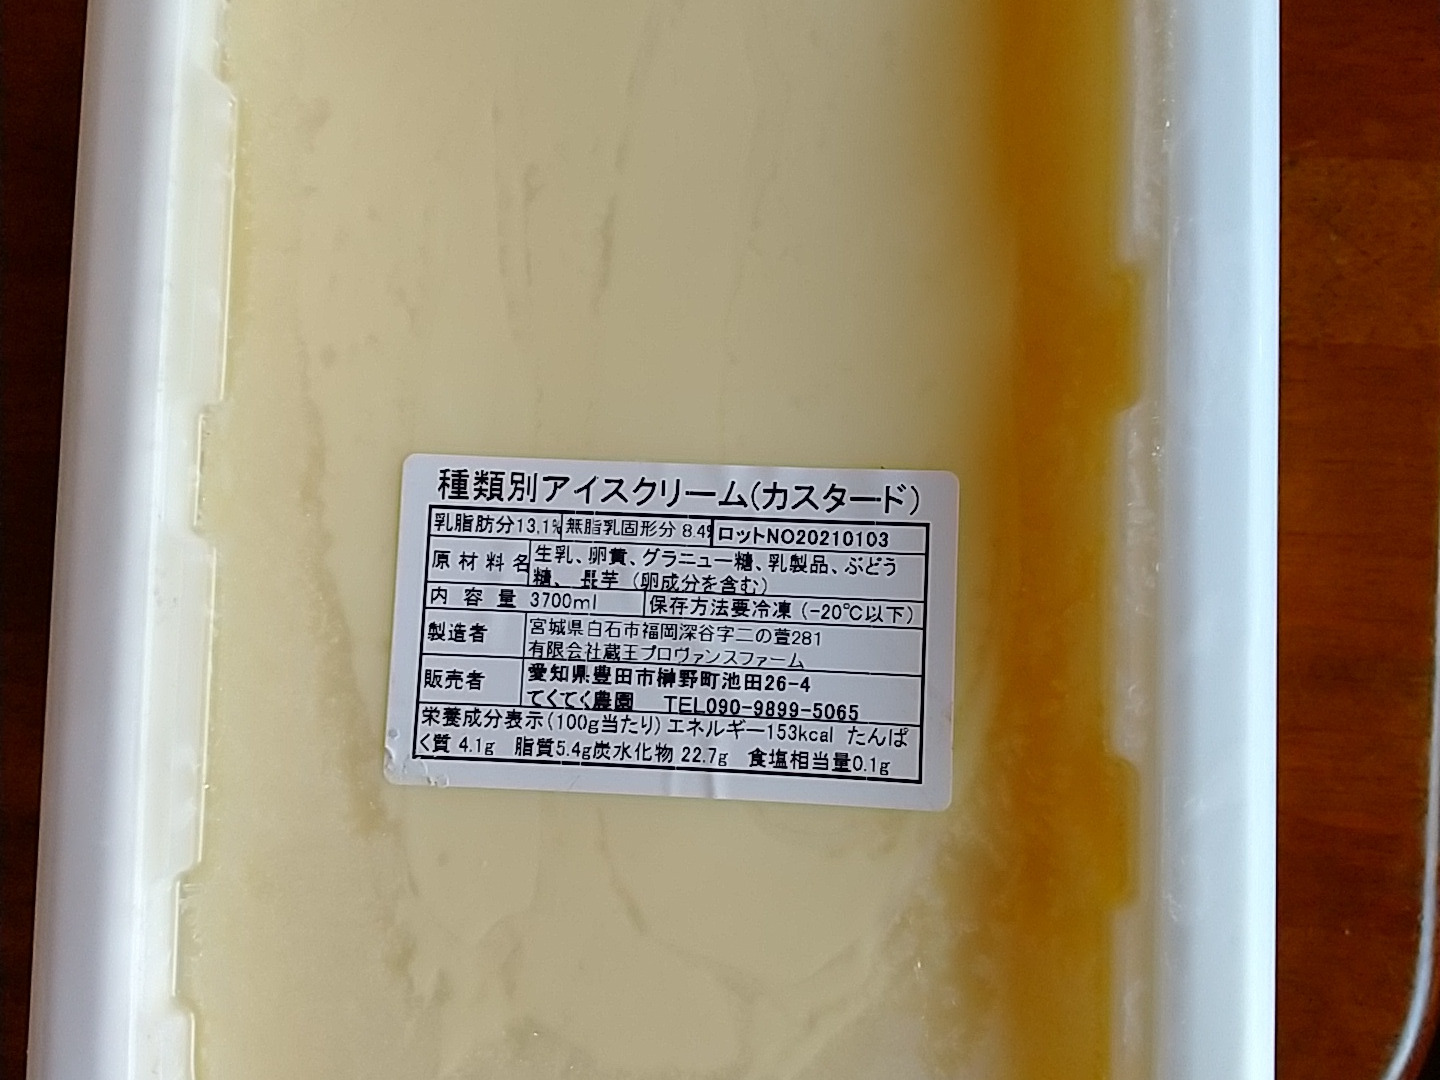 種類別アイスクリーム(カスタード)
乳脂肪分13.1% 無脂乳固形分 8.4% ロットNO20210103
原材料名 生乳、卵黄、グラニュー糖、乳製品、ぶどう
糖、 長芋 (卵成分を含む)
内容量 3700ml 保存方法要冷凍 (-20℃以下)
製造者 宮城県白石市福岡深谷字二の萱281
有限会社蔵王プロヴァンスファーム
販売者 愛知県豊田市榊野町池田26-4
てくてく農園 TEL090-9899-5065
栄養成分表示(100g当たり) エネルギー153kcal たんぱ
く質 4.1g 脂質5.4g炭水化物 22.7g 食塩相当量0.1g